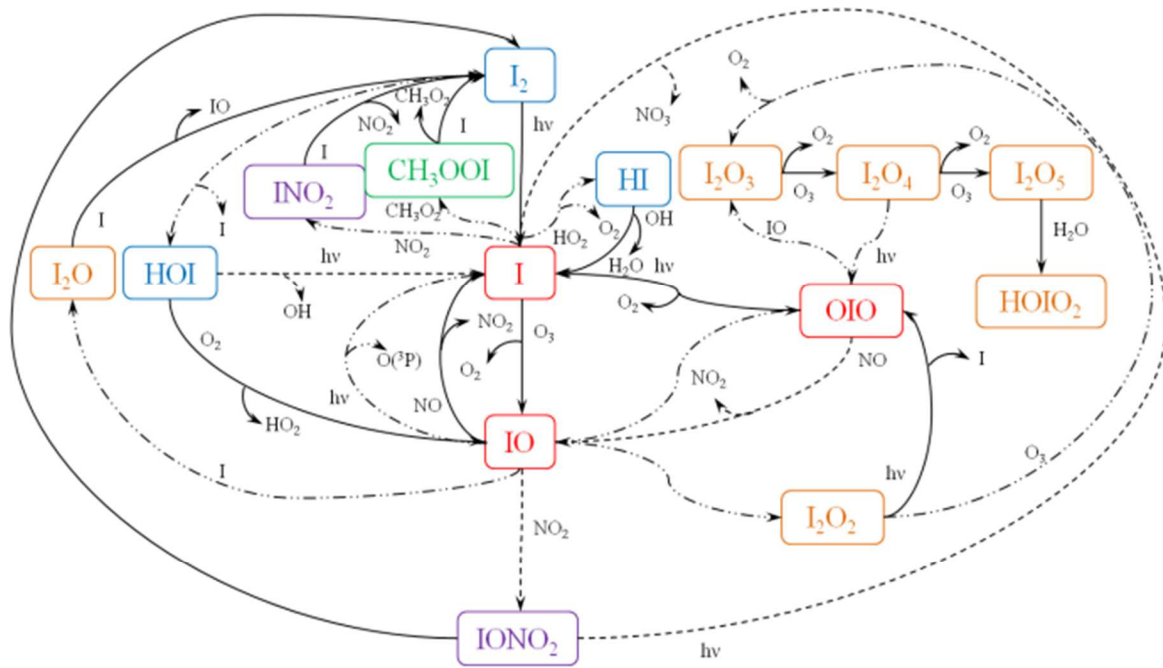 I₂
O₂
IO
CH₃O₂
NO₂
I
hν
NO₃
O₂
O₂
I
CH₃OOI
INO₂
HI
I₂O₃
O₃
I₂O₄
O₃
I₂O₅
I
I
CH₃O₂
NO₂
HO₂
O₂
OH
IO
hν
H₂O
I₂O
HOI
hν
OH
I
H₂O
hν
O₂
OIO
HOIO₂
O₂
O(³P)
NO₂
O₂
O₃
NO₂
NO
I
hν
NO
HO₂
IO
I
O₃
hν
I₂O₂
NO₂
IONO₂
hν